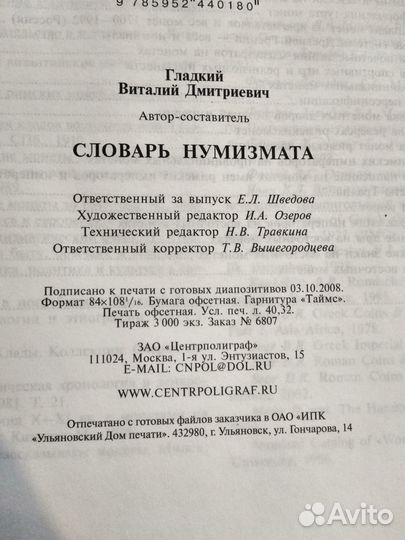 9 785952 440180
Гладкий
Виталий Дмитриевич
Автор-составитель
СЛОВАРЬ НУМИЗМАТА
Ответственный за выпуск Е.Л. Шведова
Художественный редактор И.А. Озеров
Технический редактор Н.В. Травкина
Ответственный корректор Т.В. Вышегородцева
Подписано к печати с готовых диапозитивов 03.10.2008.
Формат 84×108 1/16. Бумага офсетная. Гарнитура «Таймс».
Печать офсетная. Усл. печ. л. 40,32.
Тираж 3 000 экз. Заказ № 6807
ЗАО «Центрполиграф»
111024, Москва, 1-я ул. Энтузиастов, 15
E-MAIL: CNPOL@DOL.RU
WWW.CENTRPOLIGRAF.RU
Отпечатано с готовых файлов заказчика в ОАО «ИПК
«Ульяновский Дом печати». 432980, г. Ульяновск, ул. Гончарова, 14
Avito